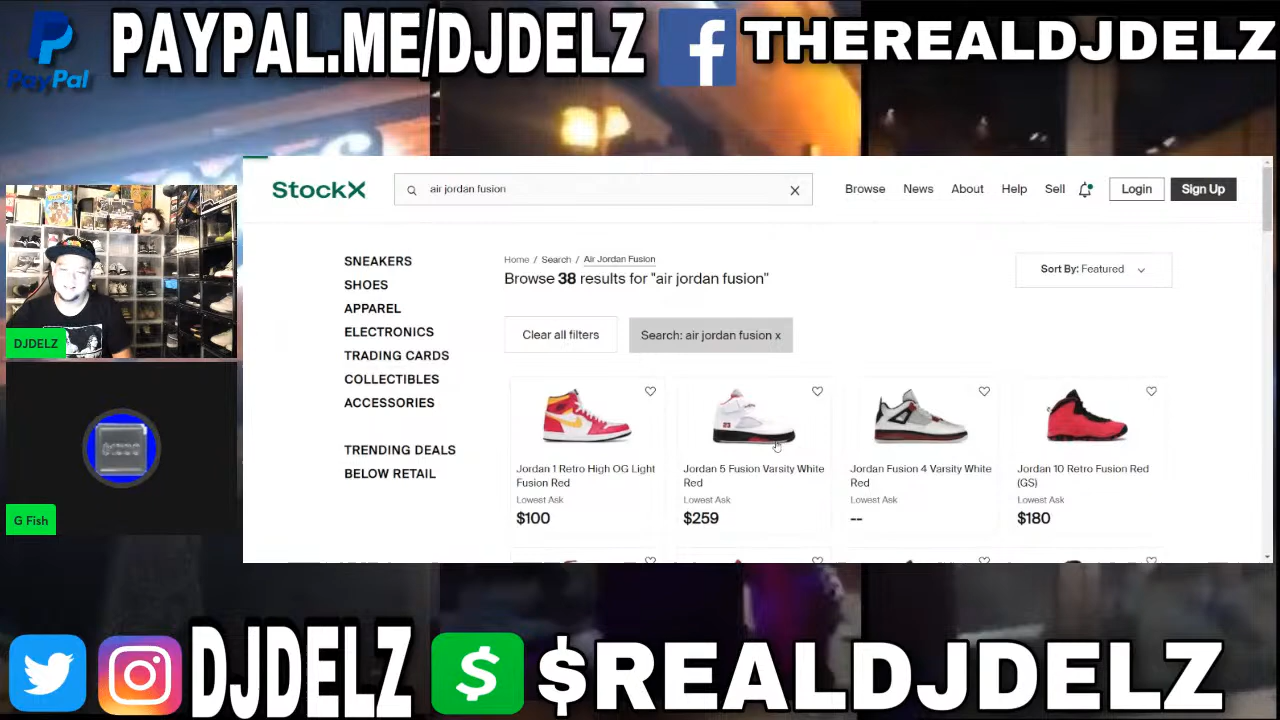 PayPal
PAYPAL.ME/DJDELZ
THEREALDJDELZ
StockX
air jordan fusion
Browse
News
About
Help
Sell
Login
Sign Up
SNEAKERS
SHOES
APPAREL
ELECTRONICS
TRADING CARDS
COLLECTIBLES
ACCESSORIES
TRENDING DEALS
BELOW RETAIL
Home / Search / Air Jordan Fusion
Browse 38 results for "air jordan fusion"
Sort By: Featured
Clear all filters
Search: air jordan fusion x
Jordan 1 Retro High OG Light
Fusion Red
Lowest Ask
$100
Jordan 5 Fusion Varsity White
Red
Lowest Ask
$259
Jordan Fusion 4 Varsity White
Red
Lowest Ask
--
Jordan 10 Retro Fusion Red
(GS)
Lowest Ask
$180
DJDELZ
G Fish
DJDELZ
$REALDJDELZ